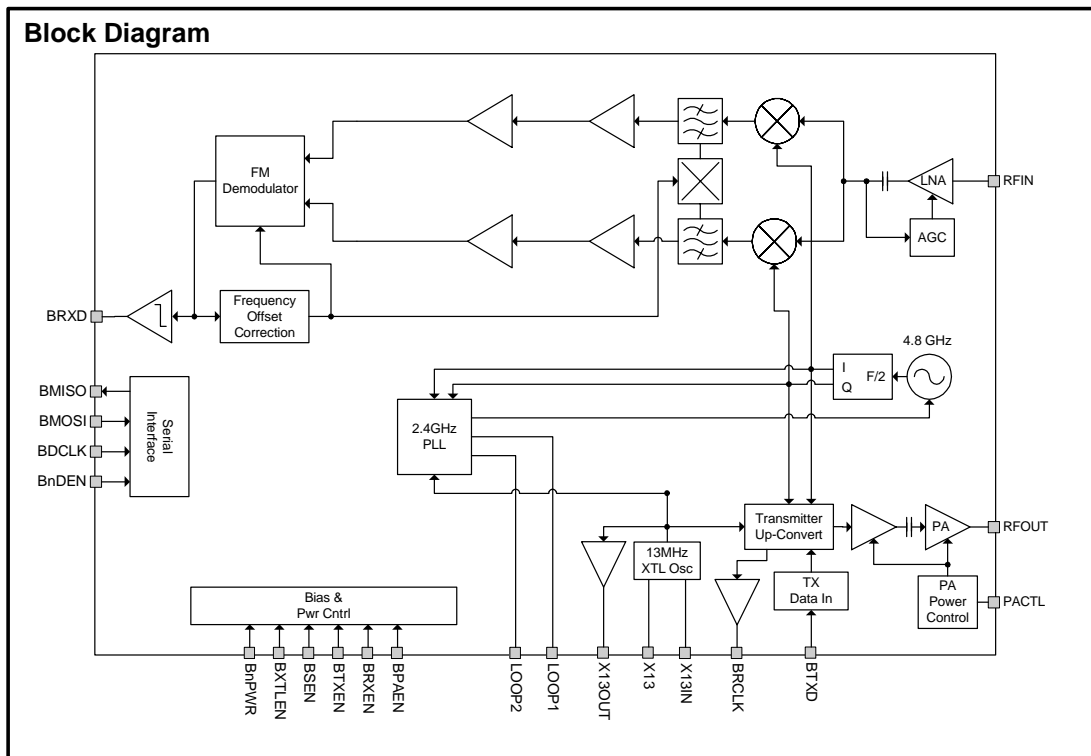 Block Diagram
FM
Demodulator
LNA
RFIN
AGC
BRXD
Frequency
Offset
Correction
4.8 GHz
I
Q
F/2
BMISO
BMOSI
BDCLK
BnDEN
Serial
Interface
2.4GHz
PLL
Transmitter
Up-Convert
PA
RFOUT
13MHz
XTL Osc
TX
Data In
PA
Power
Control
PACTL
Bias &
Pwr Cntrl
BnPWR
BXTLEN
BSEN
BTXEN
BRXEN
BPAEN
LOOP2
LOOP1
X13OUT
X13
X13IN
BRCLK
BTXD